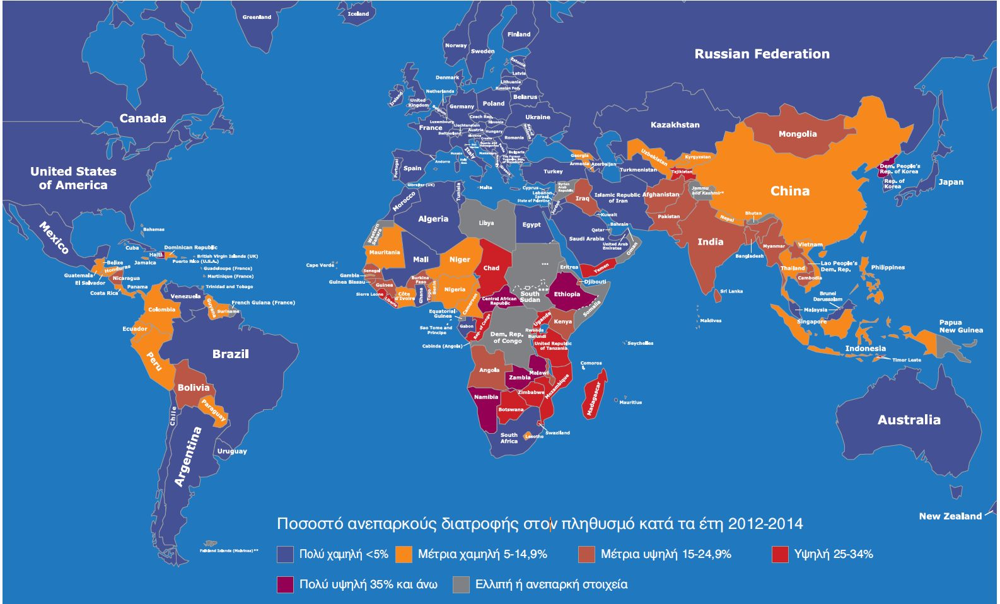 Greenland
Iceland
Finland
Norway
Sweden
Russian Federation
Estonia
Latvia
Denmark
Lithuania
Russian Fed.
Netherlands
Ireland
United
Kingdom
Belarus
Poland
Germany
Belgium
Canada
Luxembourg
Czech Rep.
Slovakia
Ukraine
Liechtenstein
France
Austria
Hungary
Switzerland
Slovenia
Croatia
Romania
Rep. of
Moldova
Kazakhstan
Mongolia
San
Marino
Bosnia and
Herzegovina
Serbia
Monaco
Italy
Montenegro
Bulgaria
Holy
See
Albania
The Former
Yugoslav Rep.
of Macedonia
Andorra
Greece
Portugal
Spain
Georgia
Armenia
Azerbaijan
Uzbekistan
Kyrgyzstan
Turkmenistan
Tajikistan
Turkey
United States
of America
Dem. People's
Rep. of Korea
Rep. of
Korea
Japan
China
Gibraltar (UK)
Malta
Tunisia
Morocco
Cyprus
Lebanon
Israel
State of Palestine
Syrian
Arab
Republic
Jordan
Iraq
Islamic Republic
of Iran
Afghanistan
Jammu
and Kashmir*
Pakistan
Nepal
Bhutan
Kuwait
Bahrain
Qatar
Saudi Arabia
United Arab
Emirates
Oman
Algeria
Libya
Egypt
Western
Sahara
Mexico
Bahamas
Cuba
Dominican Republic
Haiti
Jamaica
British Virgin Islands (UK)
Puerto Rico (U.S.A.)
Belize
Guadeloupe (France)
Honduras
Guatemala
Martinique (France)
El Salvador
Nicaragua
Trinidad and Tobago
Panama
Costa Rica
Venezuela
French Guiana (France)
Guyana
Suriname
Colombia
Ecuador
Peru
Brazil
Bolivia
Paraguay
Chile
Argentina
Uruguay
Falkland Islands (Malvinas)**
Mauritania
Mali
Niger
Chad
***
Eritrea
Yemen
Cape Verde
Senegal
Gambia
Guinea Bissau
Guinea
Sierra Leone
Liberia
Burkina
Faso
Côte
d'Ivoire
Ghana
Togo
Benin
Nigeria
Cameroon
Central African
Republic
South
Sudan
***
Ethiopia
Djibouti
Somalia
Equatorial
Guinea
Sao Tome and
Principe
Gabon
Rep. of Congo
Cabinda (Angola)
Dem. Rep.
of Congo
Uganda
Kenya
Rwanda
Burundi
United Republic
of Tanzania
Seychelles
Comoros
Angola
Zambia
Malawi
Mozambique
Zimbabwe
Namibia
Botswana
Madagascar
Mauritius
South
Africa
Lesotho
Swaziland
India
Bangladesh
Myanmar
Vietnam
Lao People's
Dem. Rep.
Thailand
Cambodia
Philippines
Sri Lanka
Maldives
Brunei
Darussalam
Malaysia
Singapore
Indonesia
Papua
New Guinea
Timor Leste
Australia
New Zealand
Ποσοστό ανεπαρκούς διατροφής στον πληθυσμό κατά τα έτη 2012-2014
Πολύ χαμηλή <5%
Μέτρια χαμηλή 5-14,9%
Μέτρια υψηλή 15-24,9%
Υψηλή 25-34%
Πολύ υψηλή 35% και άνω
Ελλιπή ή ανεπαρκή στοιχεία